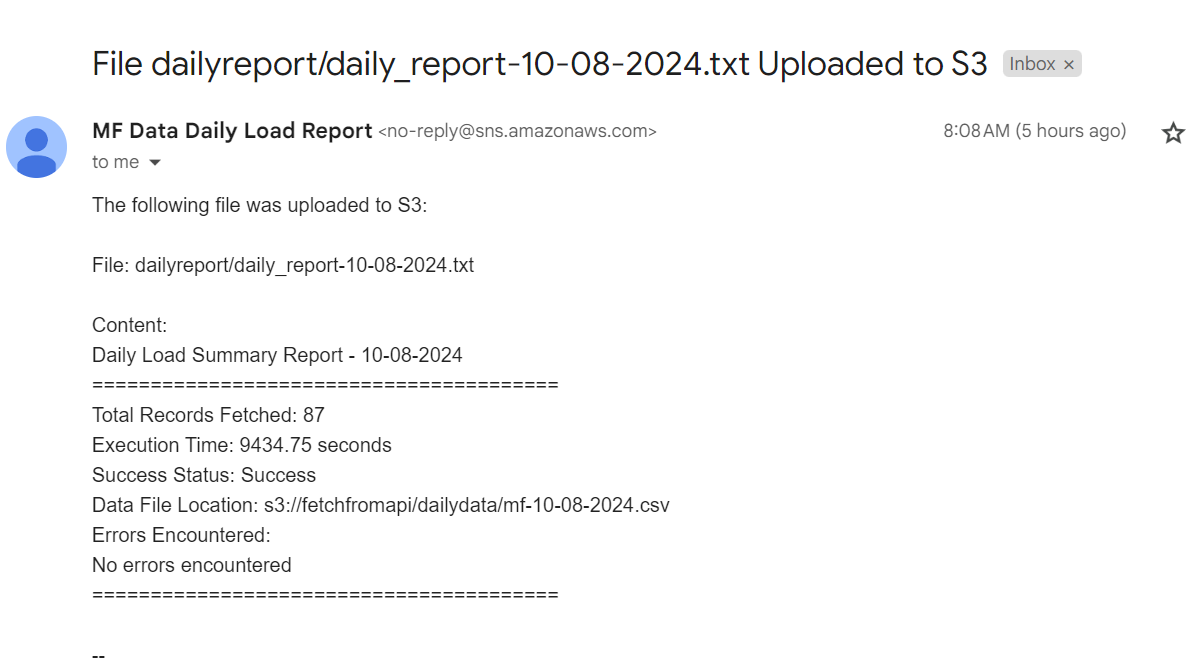 File dailyreport/daily_report-10-08-2024.txt Uploaded to S3 Inbox ×
MF Data Daily Load Report <no-reply@sns.amazonaws.com> 8:08 AM (5 hours ago)
to me
The following file was uploaded to S3:
File: dailyreport/daily_report-10-08-2024.txt
Content:
Daily Load Summary Report - 10-08-2024
========================================
Total Records Fetched: 87
Execution Time: 9434.75 seconds
Success Status: Success
Data File Location: s3://fetchfromapi/dailydata/mf-10-08-2024.csv
Errors Encountered:
No errors encountered
========================================
--